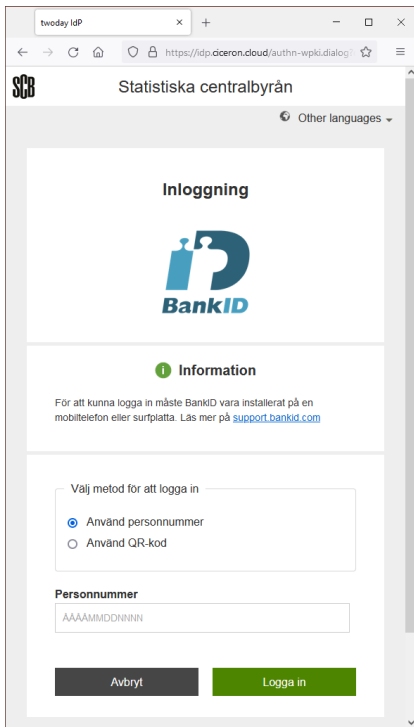 twoday IdP
https://idp.ciceron.cloud/authn-wpki.dialog?
SCB
Statistiska centralbyrån
Other languages
Inloggning
iD
BankID
i Information
För att kunna logga in måste BankID vara installerat på en
mobiltelefon eller surfplatta. Läs mer på support.bankid.com
Välj metod för att logga in
Använd personnummer
Använd QR-kod
Personnummer
ÅÅÅÅMMDDNNNN
Avbryt Logga in